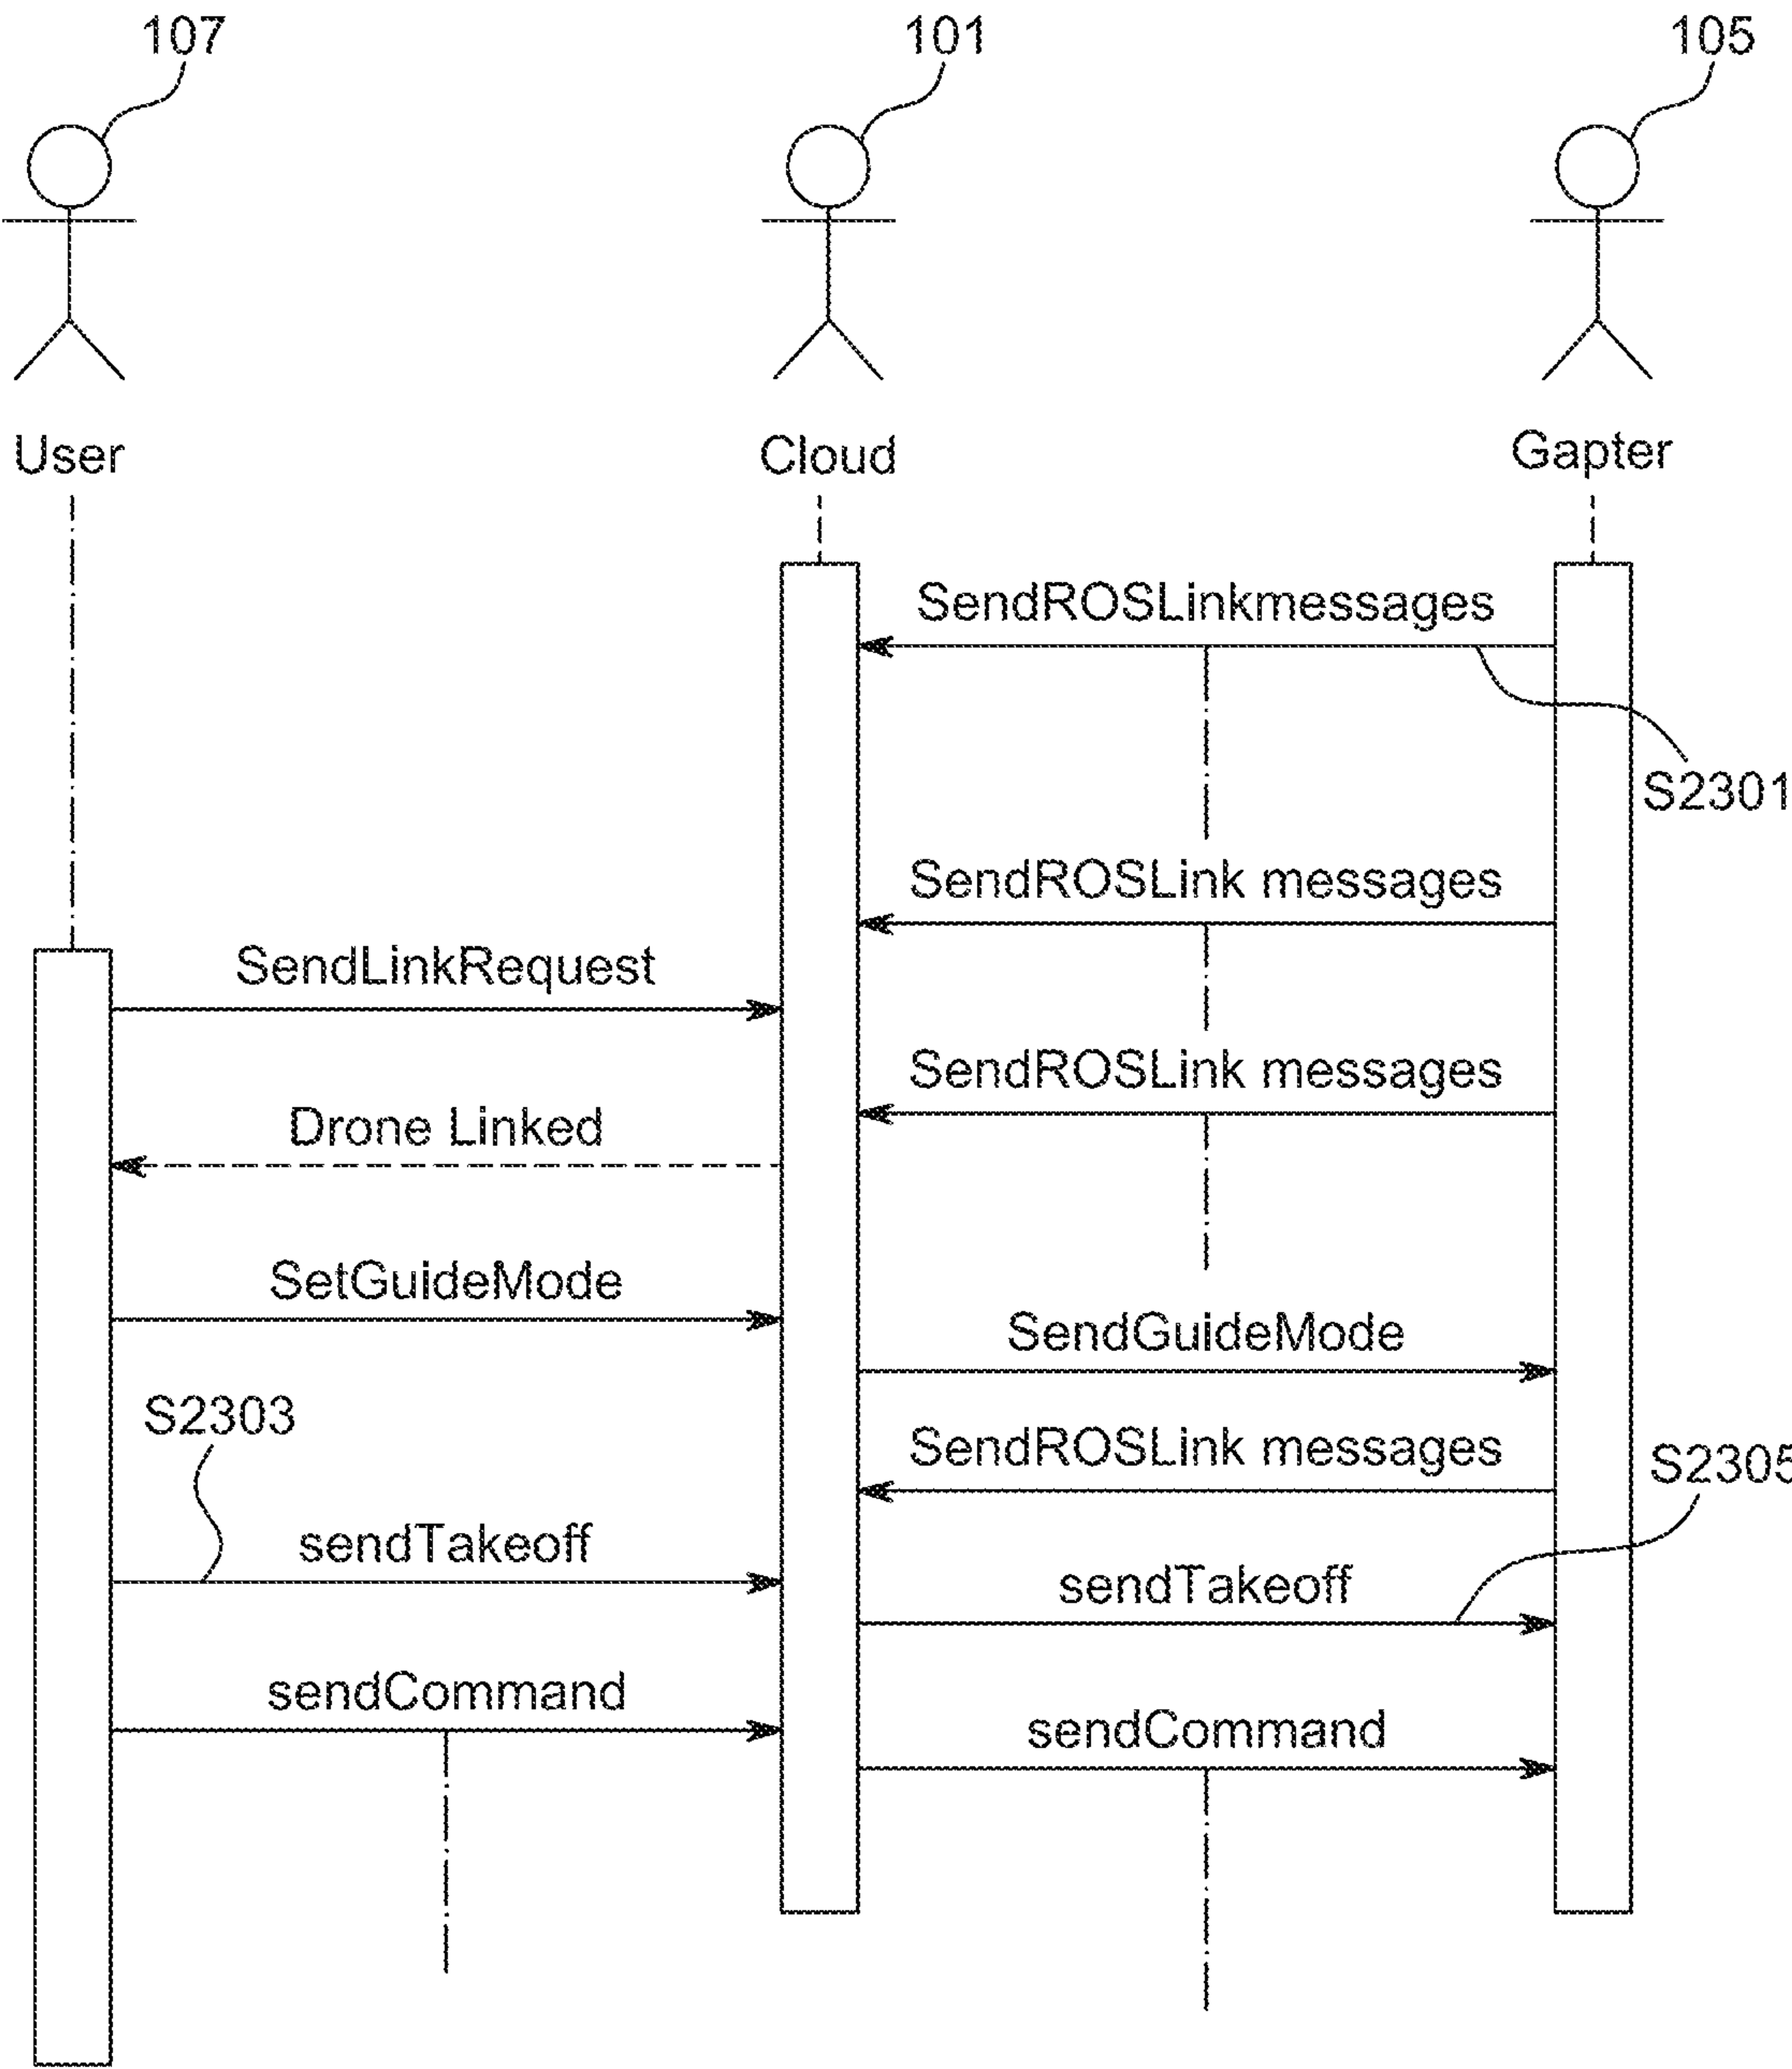 107
101
105
User
Cloud
Gapter
SendROSLinkmessages
S2301
SendROSLink messages
SendLinkRequest
SendROSLink messages
Drone Linked
SetGuideMode
SendGuideMode
S2303
SendROSLink messages
S2305
sendTakeoff
sendTakeoff
sendCommand
sendCommand